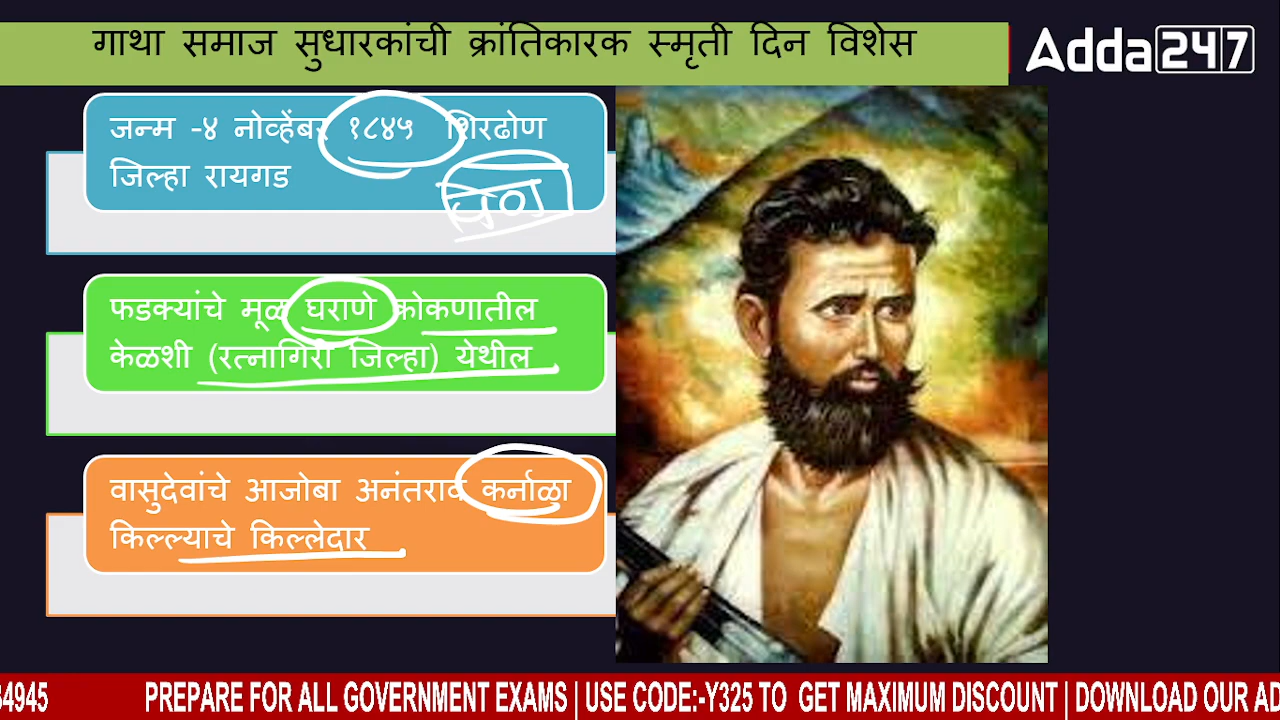 गाथा समाज सुधारकांची क्रांतिकारक स्मृती दिन विशेस
Adda247
जन्म -४ नोव्हेंबर १८४५ शिरढोण
जिल्हा रायगड
फडक्यांचे मूळ घराणे कोकणातील
केळशी (रत्नागिरी जिल्हा) येथील
वासुदेवांचे आजोबा अनंतराव कर्नाळा
किल्ल्याचे किल्लेदार
34945 PREPARE FOR ALL GOVERNMENT EXAMS | USE CODE:-Y325 TO GET MAXIMUM DISCOUNT | DOWNLOAD OUR AD